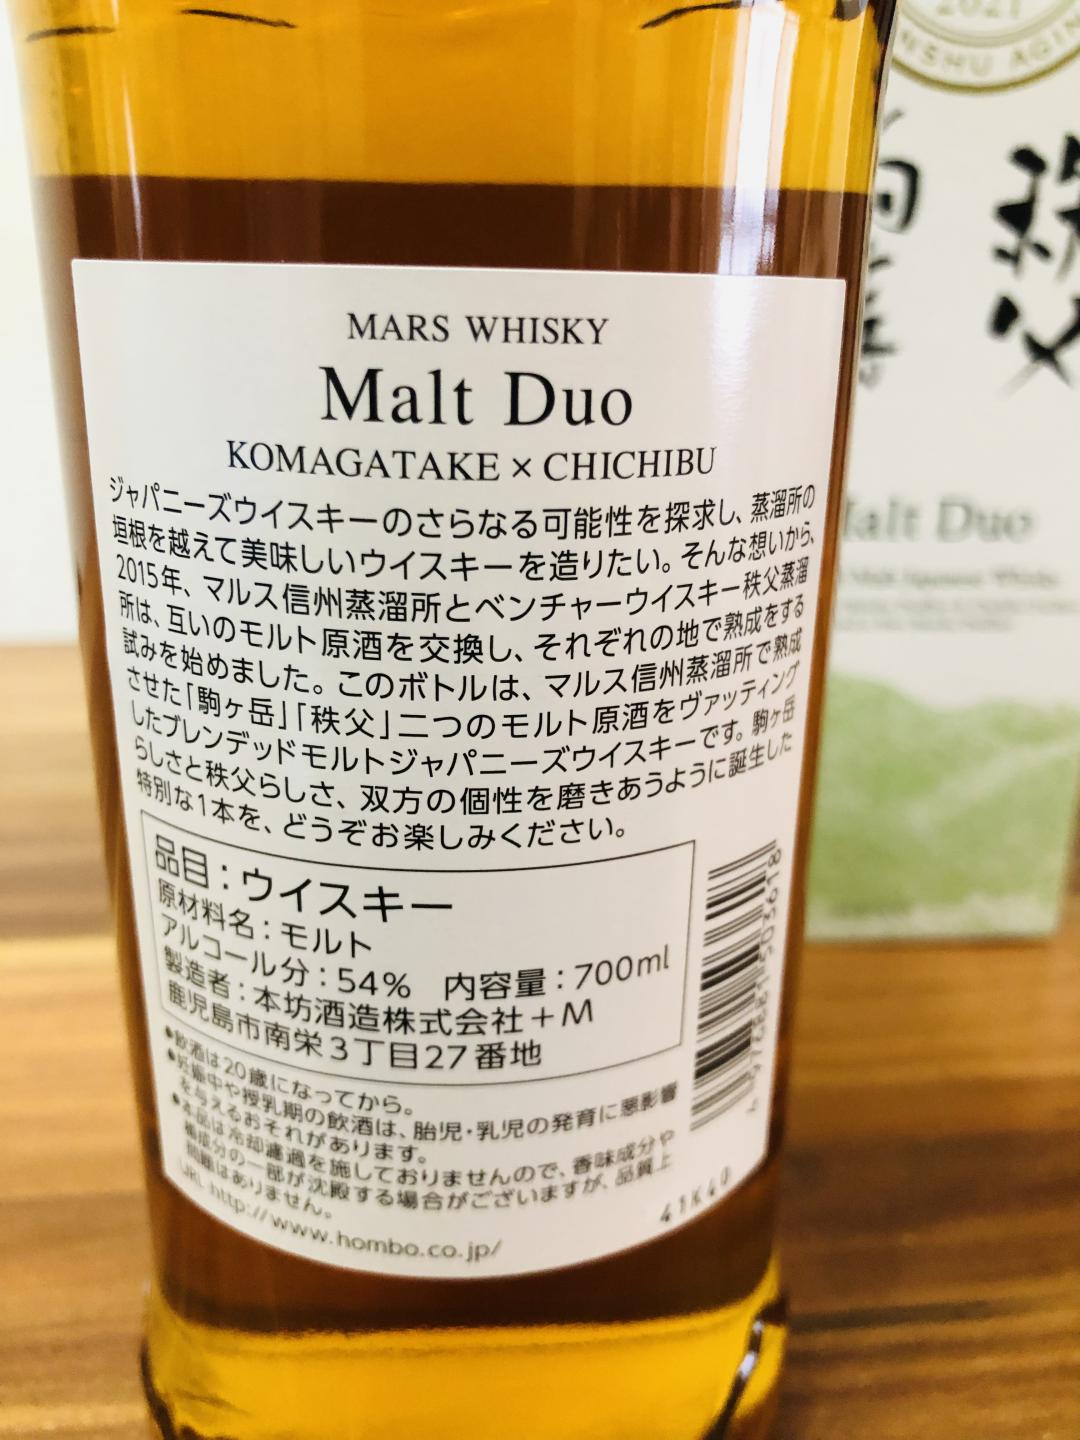 2021
NSHU AGIN
秩父
Malt Duo
MARS WHISKY
Malt Duo
KOMAGATAKE × CHICHIBU
ジャパニーズウイスキーのさらなる可能性を探求し、蒸溜所の
垣根を越えて美味しいウイスキーを造りたい。そんな想いから、
2015年、マルス信州蒸溜所とベンチャーウイスキー秩父蒸溜
所は、互いのモルト原酒を交換し、それぞれの地で熟成をする
試みを始めました。このボトルは、マルス信州蒸溜所で熟成
させた「駒ヶ岳」「秩父」二つのモルト原酒をヴァッティング
したブレンデッドモルトジャパニーズウイスキーです。駒ヶ岳
らしさと秩父らしさ、双方の個性を磨きあうように誕生した
特別な1本を、どうぞお楽しみください。
品目：ウイスキー
原材料名：モルト
アルコール分：54% 内容量：700ml
製造者：本坊酒造株式会社＋M
鹿児島市南栄3丁目27番地
●飲酒は20歳になってから。
●妊娠中や授乳期の飲酒は、胎児・乳児の発育に悪影響
を与えるおそれがあります。
●本品は冷却濾過を施しておりませんので、香味成分や
樽成分の一部が沈殿する場合がございますが、品質上
問題はありません。
URL http://www.hombo.co.jp/
41K40
4 976881 503618